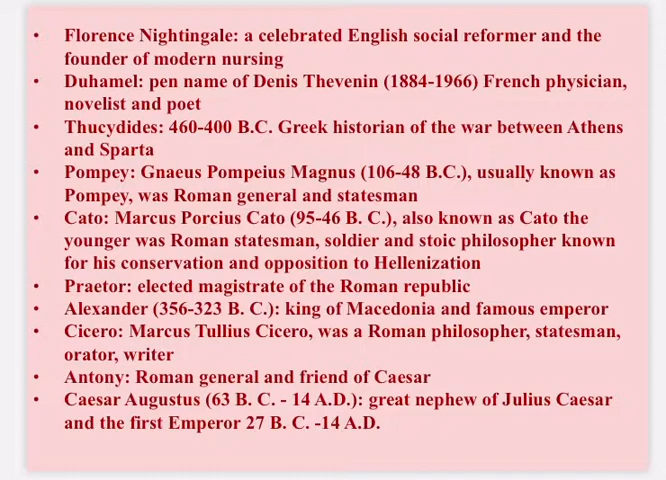 • Florence Nightingale: a celebrated English social reformer and the
founder of modern nursing
• Duhamel: pen name of Denis Thevenin (1884-1966) French physician,
novelist and poet
• Thucydides: 460-400 B.C. Greek historian of the war between Athens
and Sparta
• Pompey: Gnaeus Pompeius Magnus (106-48 B.C.), usually known as
Pompey, was Roman general and statesman
• Cato: Marcus Porcius Cato (95-46 B. C.), also known as Cato the
younger was Roman statesman, soldier and stoic philosopher known
for his conservation and opposition to Hellenization
• Praetor: elected magistrate of the Roman republic
• Alexander (356-323 B. C.): king of Macedonia and famous emperor
• Cicero: Marcus Tullius Cicero, was a Roman philosopher, statesman,
orator, writer
• Antony: Roman general and friend of Caesar
• Caesar Augustus (63 B. C. - 14 A.D.): great nephew of Julius Caesar
and the first Emperor 27 B. C. -14 A.D.